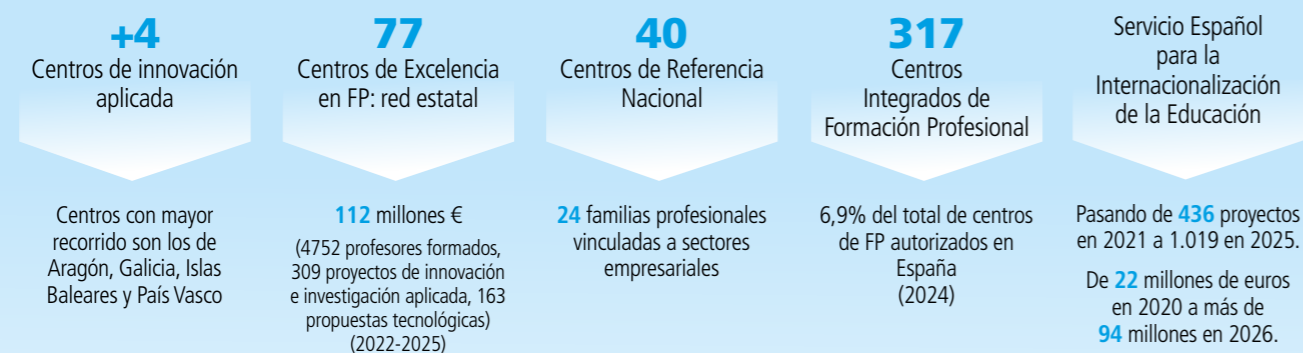 +4
Centros de innovación
aplicada
Centros con mayor
recorrido son los de
Aragón, Galicia, Islas
Baleares y País Vasco
77
Centros de Excelencia
en FP: red estatal
112 millones €
(4752 profesores formados,
309 proyectos de innovación
e investigación aplicada, 163
propuestas tecnológicas)
(2022-2025)
40
Centros de Referencia
Nacional
24 familias profesionales
vinculadas a sectores
empresariales
317
Centros
Integrados de
Formación Profesional
6,9% del total de centros
de FP autorizados en
España
(2024)
Servicio Español
para la
Internacionalización
de la Educación
Pasando de 436 proyectos
en 2021 a 1.019 en 2025.
De 22 millones de euros
en 2020 a más de
94 millones en 2026.